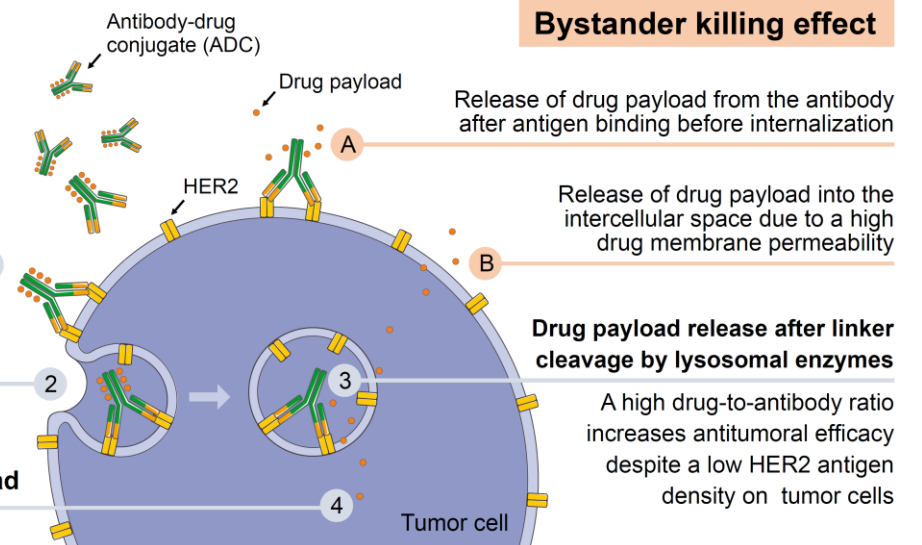 Antibody-drug
conjugate (ADC)
Bystander killing effect
Drug payload
Release of drug payload from the antibody
after antigen binding before internalization
A
HER2
Release of drug payload into the
intercellular space due to a high
drug membrane permeability
B
Drug payload release after linker
cleavage by lysosomal enzymes
2
3
A high drug-to-antibody ratio
increases antitumoral efficacy
despite a low HER2 antigen
density on tumor cells
ad
4
Tumor cell